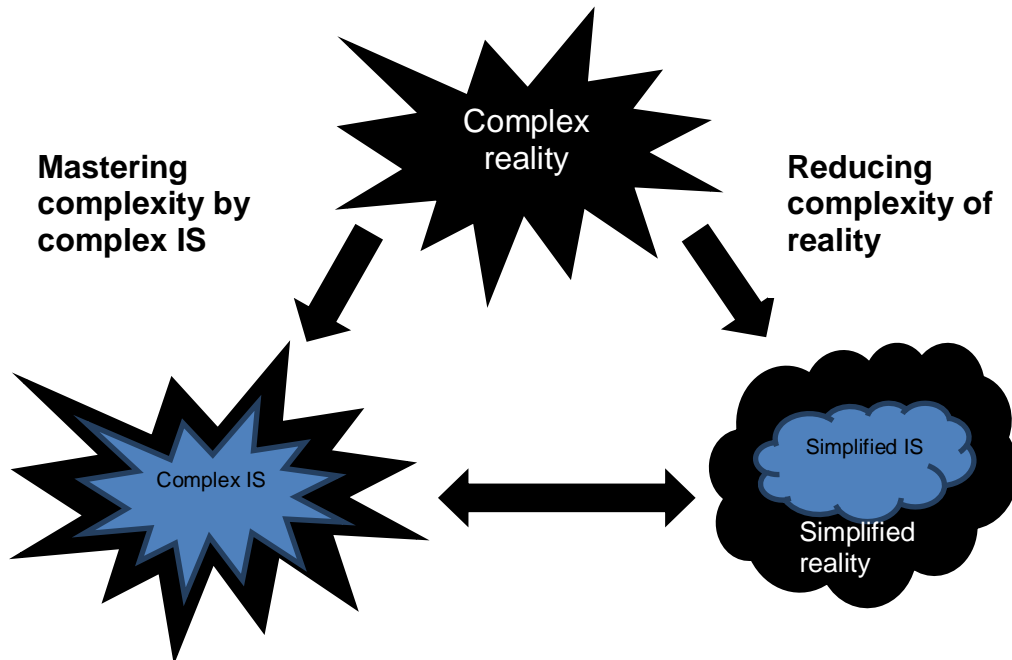 Complex
reality
Mastering
complexity by
complex IS
Reducing
complexity of
reality
Complex IS
Simplified IS
Simplified
reality